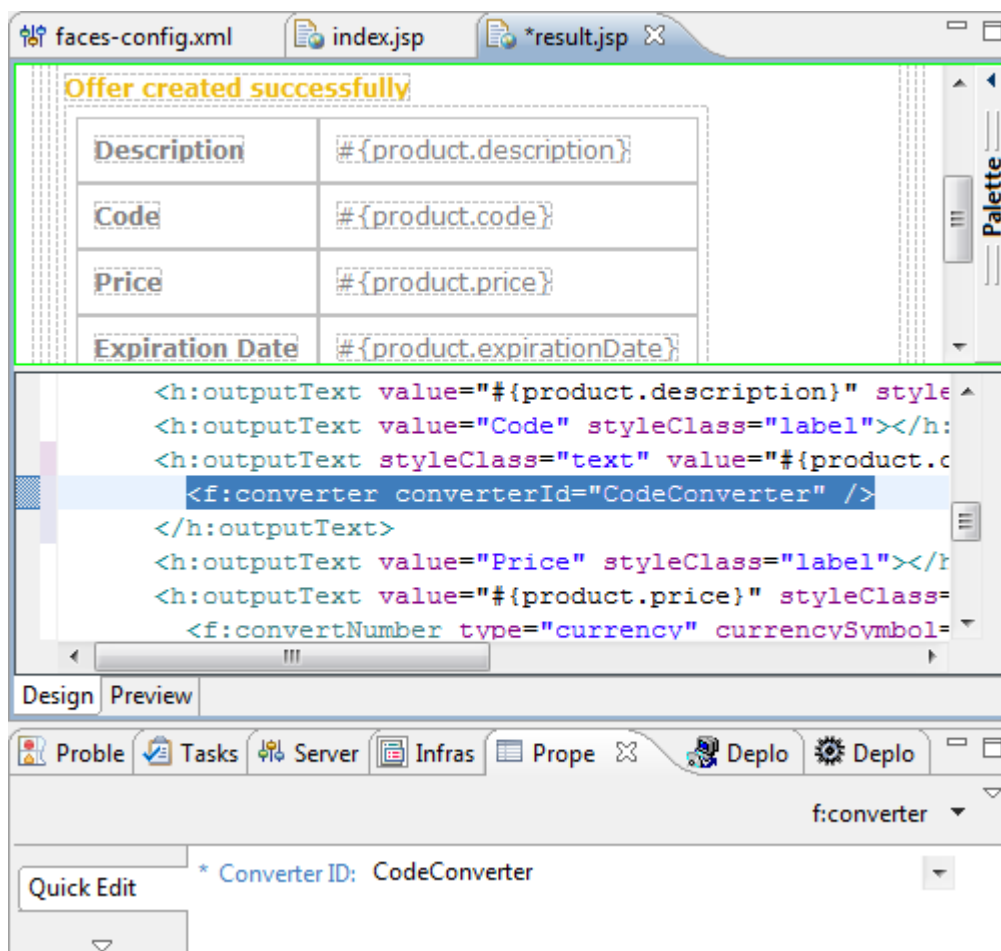 faces-config.xml index.jsp *result.jsp
Offer created successfully
Description #{product.description}
Code #{product.code}
Price #{product.price}
Expiration Date #{product.expirationDate}
Palette
<h:outputText value="#{product.description}" style
<h:outputText value="Code" styleClass="label"></h:
<h:outputText styleClass="text" value="#{product.c
<f:converter converterId="CodeConverter" />
</h:outputText>
<h:outputText value="Price" styleClass="label"></h
<h:outputText value="#{product.price}" styleClass=
<f:convertNumber type="currency" currencySymbol=
Design Preview
Proble Tasks Server Infras Prope Deplo Deplo
f:converter
Quick Edit * Converter ID: CodeConverter